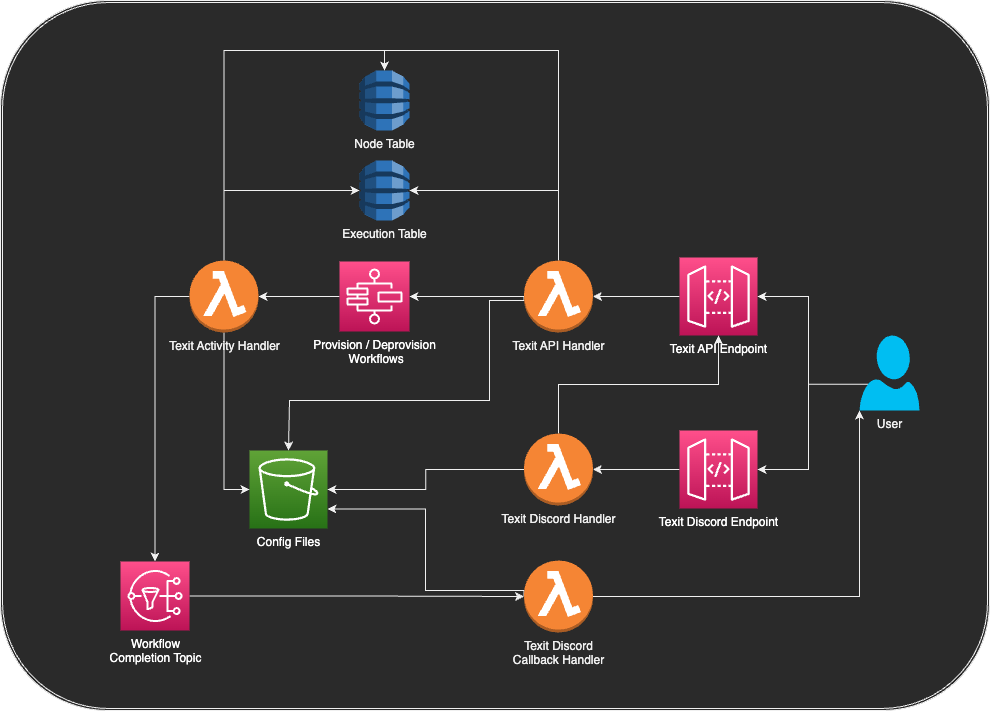 Node Table
Execution Table
Texit Activity Handler
Provision / Deprovision
Workflows
Texit API Handler
</>
Texit API Endpoint
User
Config Files
Texit Discord Handler
</>
Texit Discord Endpoint
Workflow
Completion Topic
Texit Discord
Callback Handler